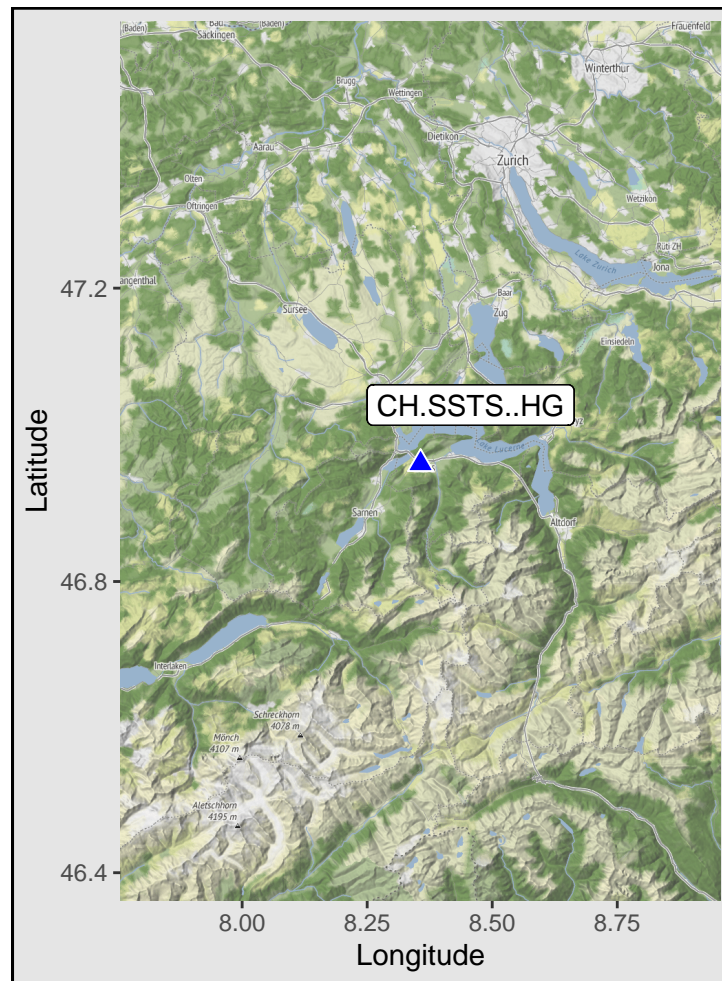 (Baden)
Bad
(Baden)
Säckingen
Frauenfeld
Winterthur
Brugg
Wettingen
Dietikon
Aarau
Zurich
Olten
Wetzikon
Oftringen
Rüti ZH
Lake Zurich
Jona
angenthal
47.2
Baar
Zug
Sursee
Einsiedeln
CH.SSTS..HG
yz
Lake Lucerne
Latitude
Sarnen
Altdorf
46.8
Interlaken
Schreckhorn
4078 m
Mönch
4107 m
Aletschhorn
4195 m
46.4
8.00 8.25 8.50 8.75
Longitude